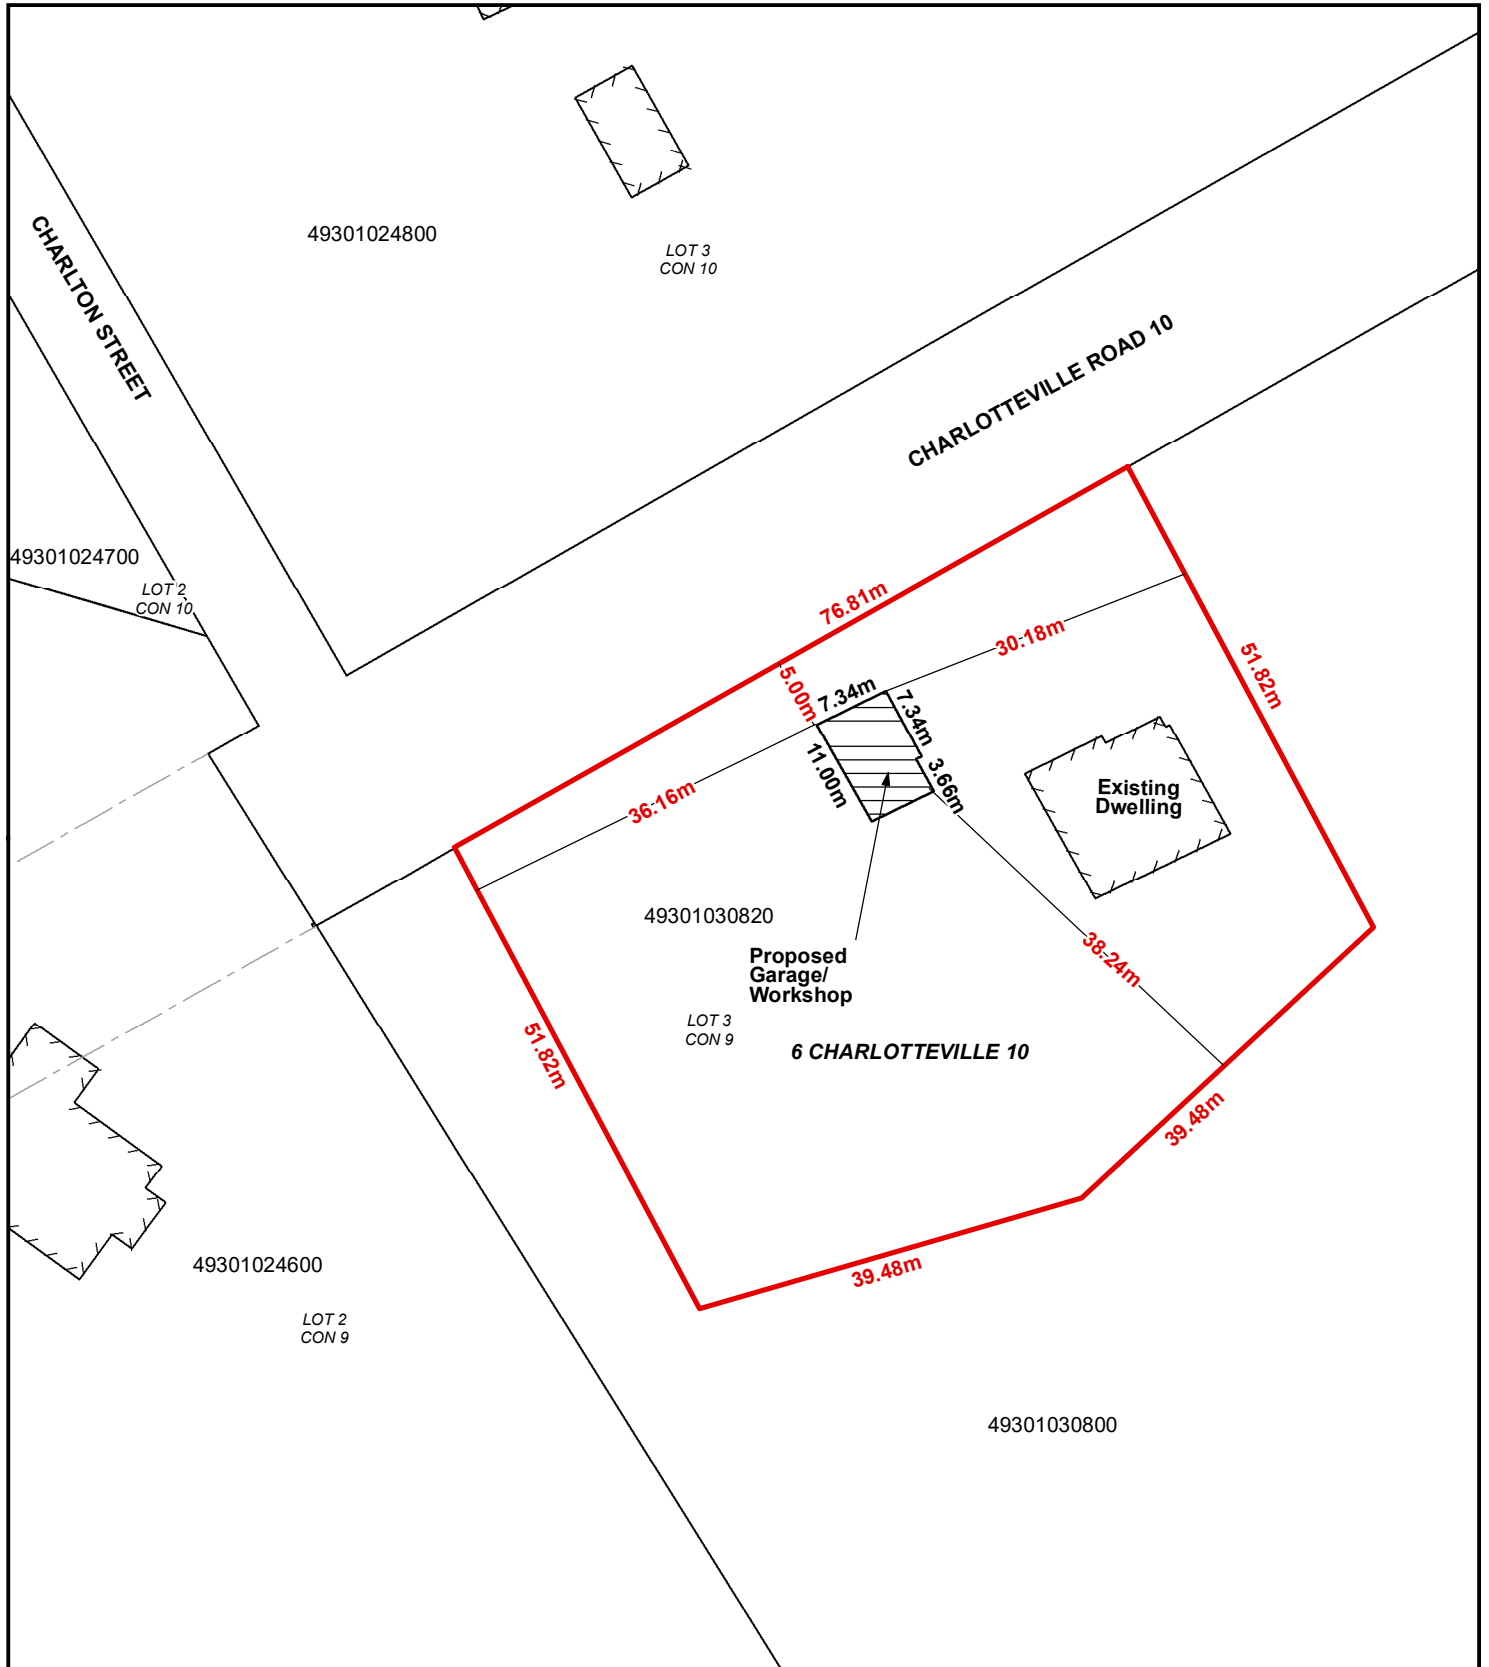 CHARLTON STREET
49301024800
LOT 3
CON 10
CHARLOTTEVILLE ROAD 10
49301024700
LOT 2
CON 10
76.81m
30.18m
51.82m
5.00m
7.34m
7.34m
11.00m
3.66m
36.16m
Existing
Dwelling
49301030820
Proposed
Garage/
Workshop
38.24m
LOT 3
CON 9
6 CHARLOTTEVILLE 10
51.82m
39.48m
39.48m
49301024600
LOT 2
CON 9
49301030800